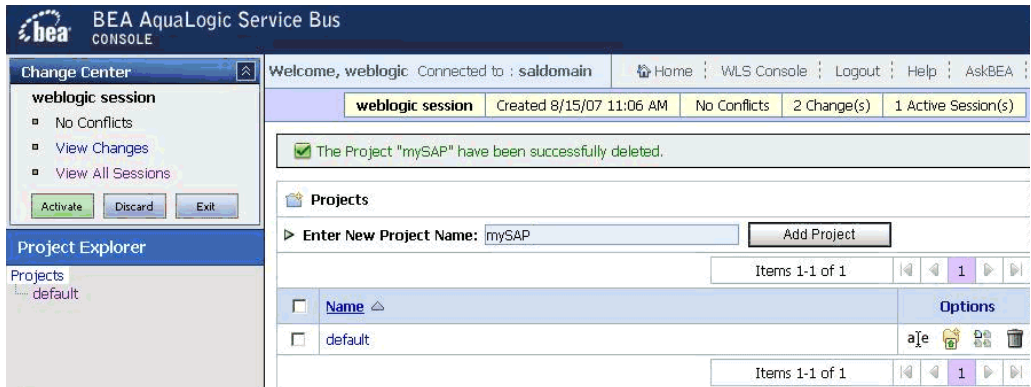 bea
BEA AquaLogic Service Bus
CONSOLE
Change Center
weblogic session
No Conflicts
View Changes
View All Sessions
Activate Discard Exit
Project Explorer
Projects
default
Welcome, weblogic Connected to : saldomain Home WLS Console Logout Help AskBEA
weblogic session Created 8/15/07 11:06 AM No Conflicts 2 Change(s) 1 Active Session(s)
The Project "mySAP" have been successfully deleted.
Projects
Enter New Project Name: mySAP Add Project
Items 1-1 of 1 1
Name Options
default
Items 1-1 of 1 1